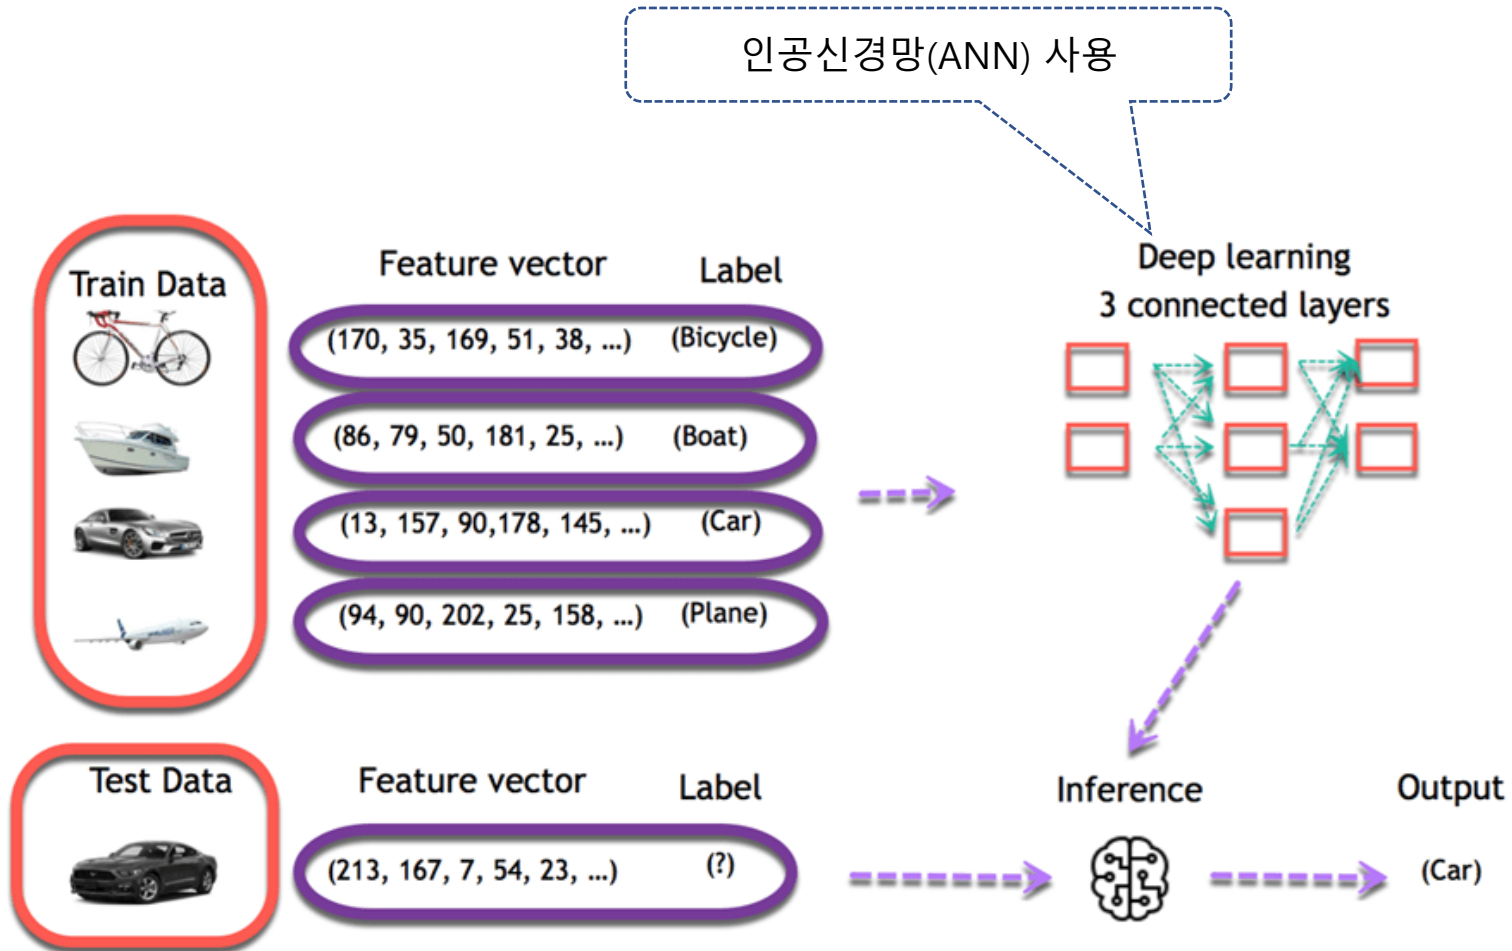 인공신경망(ANN) 사용
Train Data
Feature vector
Label
(170, 35, 169, 51, 38, ...)
(Bicycle)
(86, 79, 50, 181, 25, ...)
(Boat)
(13, 157, 90,178, 145, ...)
(Car)
(94, 90, 202, 25, 158, ...)
(Plane)
Deep learning
3 connected layers
Test Data
Feature vector
Label
(213, 167, 7, 54, 23, ...)
(?)
Inference
Output
(Car)